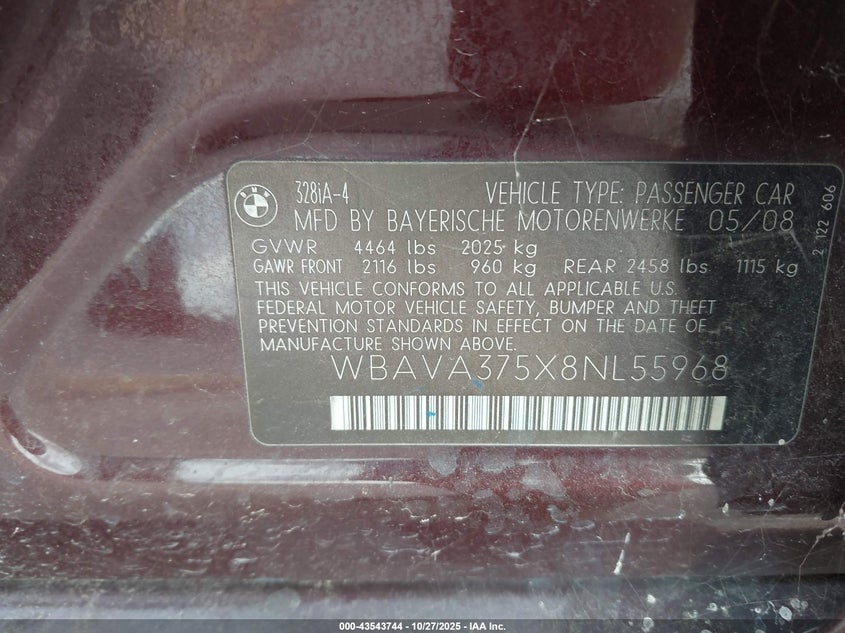 BMW
328iA-4 VEHICLE TYPE: PASSENGER CAR
MFD BY BAYERISCHE MOTORENWERKE 05/08
GVWR 4464 lbs 2025 kg
GAWR FRONT 2116 lbs 960 kg REAR 2458 lbs 1115 kg
THIS VEHICLE CONFORMS TO ALL APPLICABLE U.S.
FEDERAL MOTOR VEHICLE SAFETY, BUMPER AND THEFT
PREVENTION STANDARDS IN EFFECT ON THE DATE OF
MANUFACTURE SHOWN ABOVE.
WBAVA375X8NL55968
2 122 606
000-43543744 - 10/27/2025 - IAA Inc.